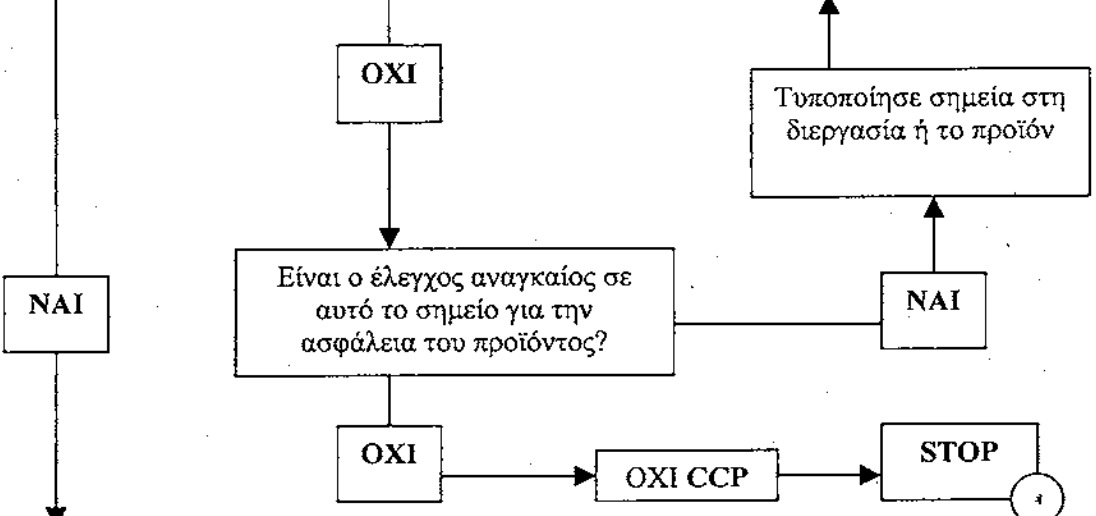 ΟΧΙ
Τυποποίησε σημεία στη
διεργασία ή το προϊόν
ΝΑΙ
Είναι ο έλεγχος αναγκαίος σε
αυτό το σημείο για την
ασφάλεια του προϊόντος?
ΝΑΙ
ΟΧΙ
ΟΧΙ CCP
STOP